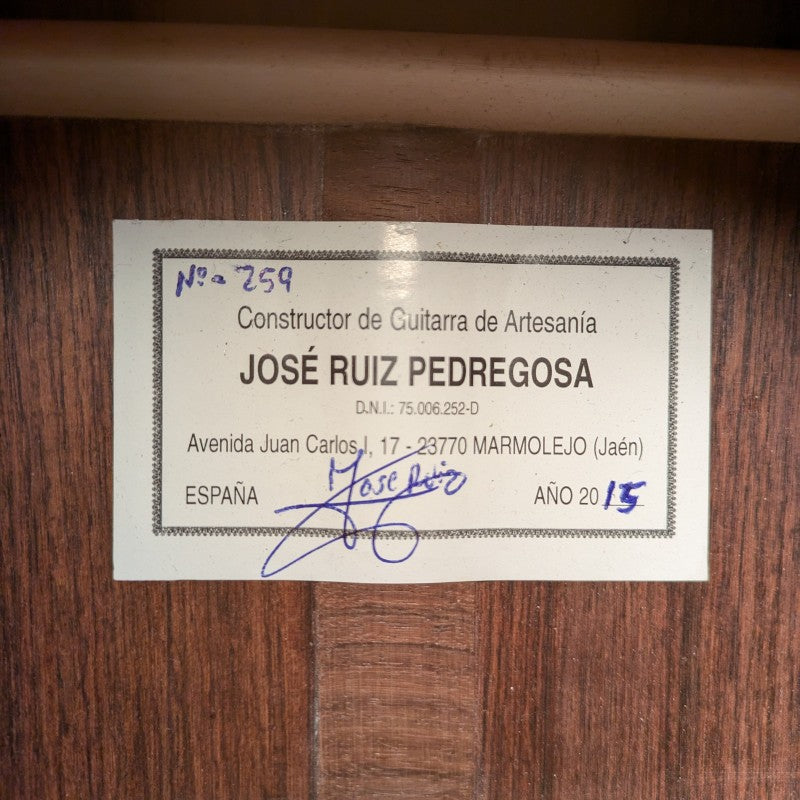 Nº 259
Constructor de Guitarra de Artesanía
JOSÉ RUIZ PEDREGOSA
D.N.I.: 75.006.252-D
Avenida Juan Carlos I, 17 - 23770 MARMOLEJO (Jaén)
Jose Ruiz
ESPAÑA AÑO 2015